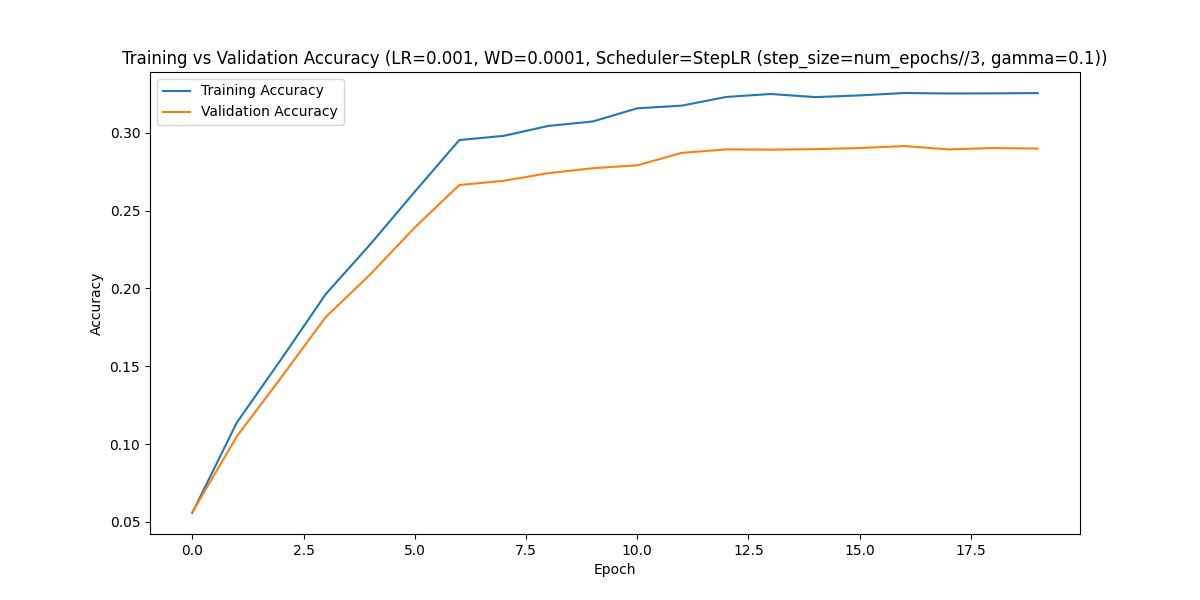 Training vs Validation Accuracy (LR=0.001, WD=0.0001, Scheduler=StepLR (step_size=num_epochs//3, gamma=0.1))
Training Accuracy
Validation Accuracy
0.30
0.25
0.20
0.15
0.10
0.05
Accuracy
0.0 2.5 5.0 7.5 10.0 12.5 15.0 17.5
Epoch